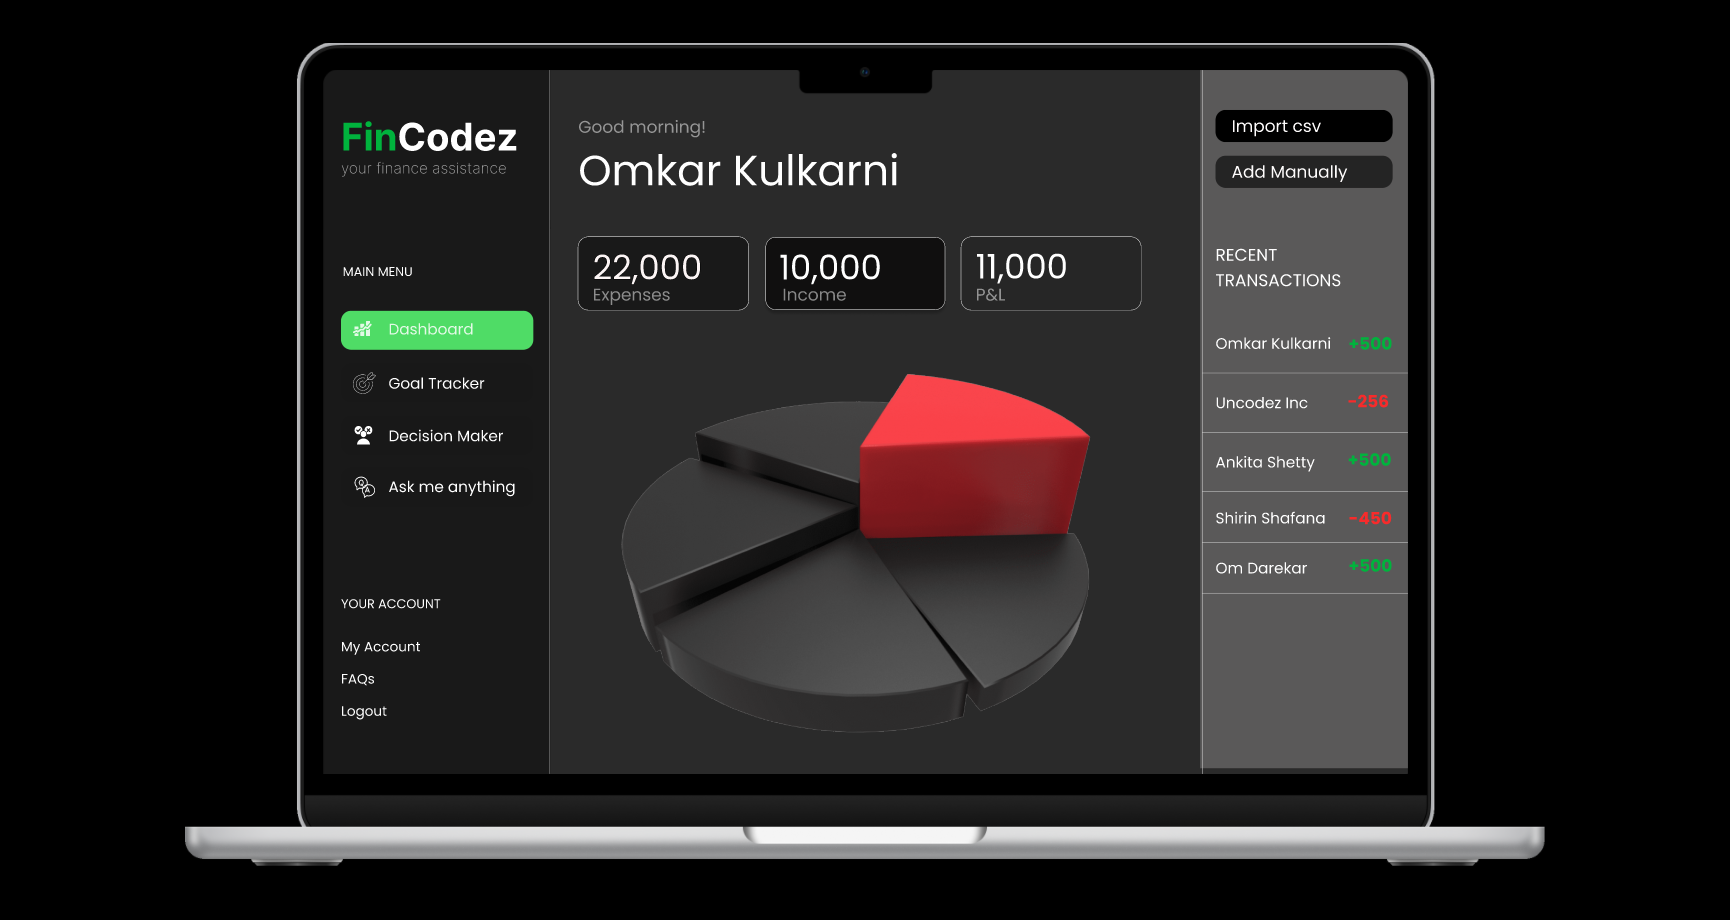 FinCodez
your finance assistance
MAIN MENU
Dashboard
Goal Tracker
Decision Maker
Ask me anything
YOUR ACCOUNT
My Account
FAQs
Logout
Good morning!
Omkar Kulkarni
22,000
Expenses
10,000
Income
11,000
P&L
Import csv
Add Manually
RECENT
TRANSACTIONS
Omkar Kulkarni +500
Uncodez Inc -256
Ankita Shetty +500
Shirin Shafana -450
Om Darekar +500